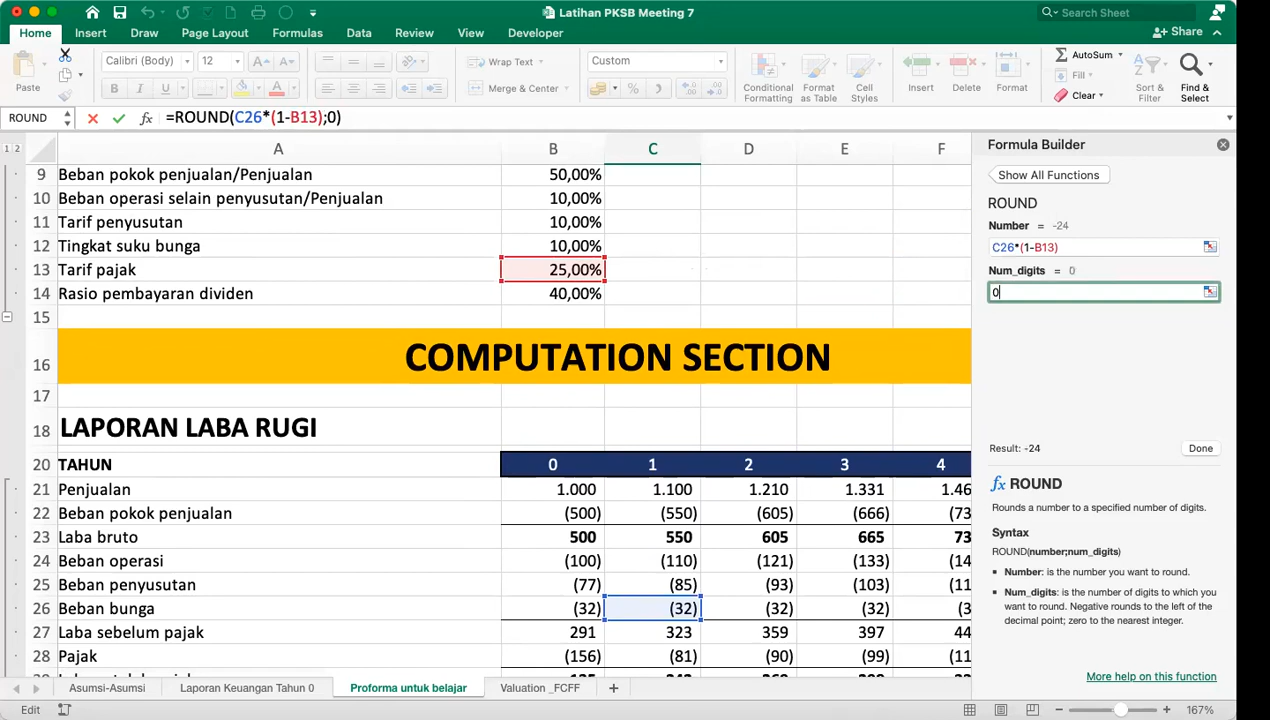 Latihan PKSB Meeting 7
Search Sheet
Home Insert Draw Page Layout Formulas Data Review View Developer
Share
Paste
Calibri (Body) 12
Wrap Text
Merge & Center
Custom
Conditional Formatting
Format as Table
Cell Styles
Insert
Delete
Format
AutoSum
Fill
Clear
Sort & Filter
Find & Select
ROUND =ROUND(C26*(1-B13);0)
1 2
A B C D E F
9 Beban pokok penjualan/Penjualan 50,00%
10 Beban operasi selain penyusutan/Penjualan 10,00%
11 Tarif penyusutan 10,00%
12 Tingkat suku bunga 10,00%
13 Tarif pajak 25,00%
14 Rasio pembayaran dividen 40,00%
15
16 COMPUTATION SECTION
17
18 LAPORAN LABA RUGI
20 TAHUN 0 1 2 3 4
21 Penjualan 1.000 1.100 1.210 1.331 1.46
22 Beban pokok penjualan (500) (550) (605) (666) (73
23 Laba bruto 500 550 605 665 73
24 Beban operasi (100) (110) (121) (133) (14
25 Beban penyusutan (77) (85) (93) (103) (11
26 Beban bunga (32) (32) (32) (32) (3
27 Laba sebelum pajak 291 323 359 397 44
28 Pajak (156) (81) (90) (99) (11
Formula Builder
Show All Functions
ROUND
Number = -24
C26*(1-B13)
Num_digits = 0
0
Result: -24
Done
fx ROUND
Rounds a number to a specified number of digits.
Syntax
ROUND(number;num_digits)
Number: is the number you want to round.
Num_digits: is the number of digits to which you
want to round. Negative rounds to the left of the
decimal point; zero to the nearest integer.
More help on this function
Asumsi-Asumsi Laporan Keuangan Tahun 0 Proforma untuk belajar Valuation _FCFF
Edit
167%